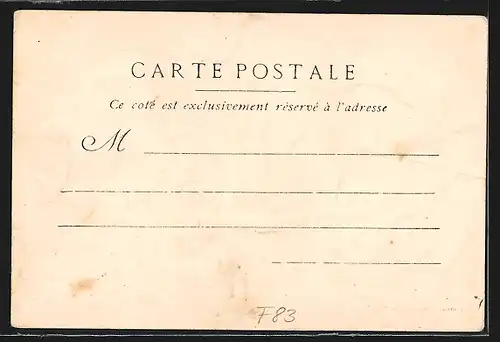 CARTE POSTALE
Ce coté est exclusivement réservé à l'adresse
M
F83